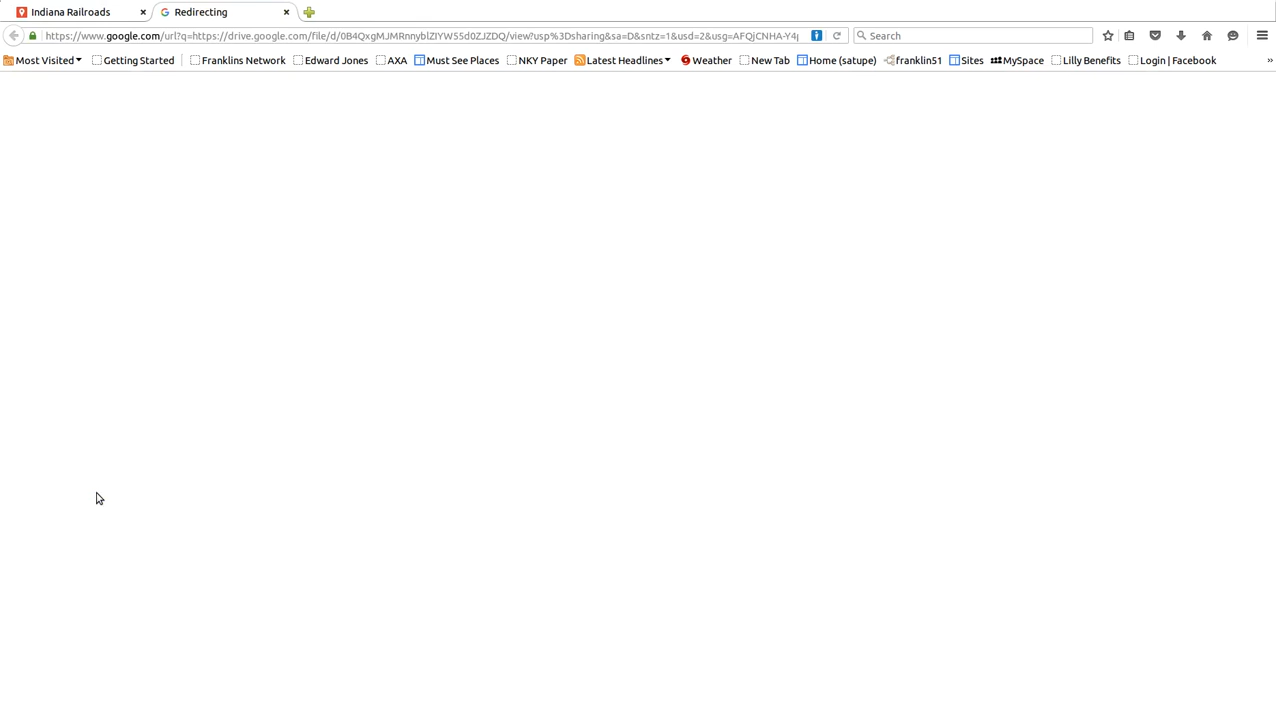 Indiana Railroads
Redirecting
https://www.google.com/url?q=https://drive.google.com/file/d/0B4QxgMJMRnnyblZIYW55d0ZJZDQ/view?usp%3Dsharing&sa=D&sntz=1&usd=2&usg=AFQjCNHA-Y4
Search
Most Visited Getting Started Franklins Network Edward Jones AXA Must See Places NKY Paper Latest Headlines Weather New Tab Home (satupe) franklin51 Sites MySpace Lilly Benefits Login | Facebook »